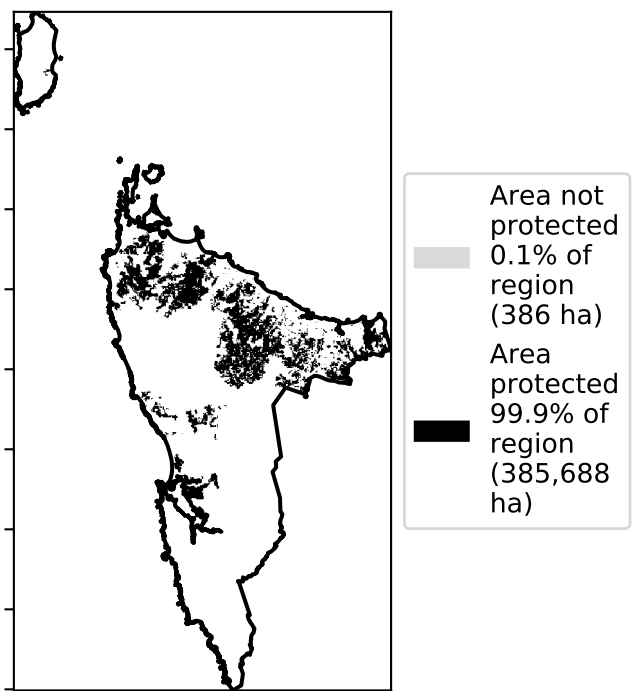 Area not
protected
0.1% of
region
(386 ha)
Area
protected
99.9% of
region
(385,688
ha)